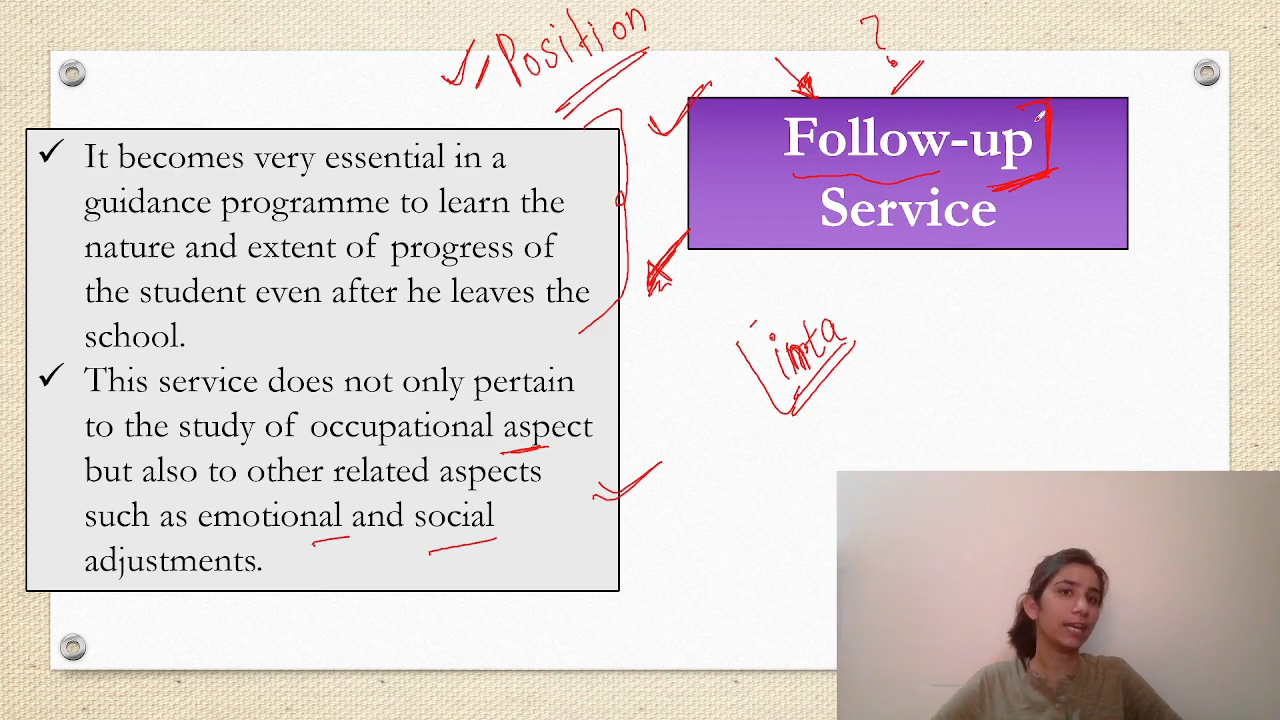 Position
?
Follow-up
Service
It becomes very essential in a
guidance programme to learn the
nature and extent of progress of
the student even after he leaves the
school.
This service does not only pertain
to the study of occupational aspect
but also to other related aspects
such as emotional and social
adjustments.